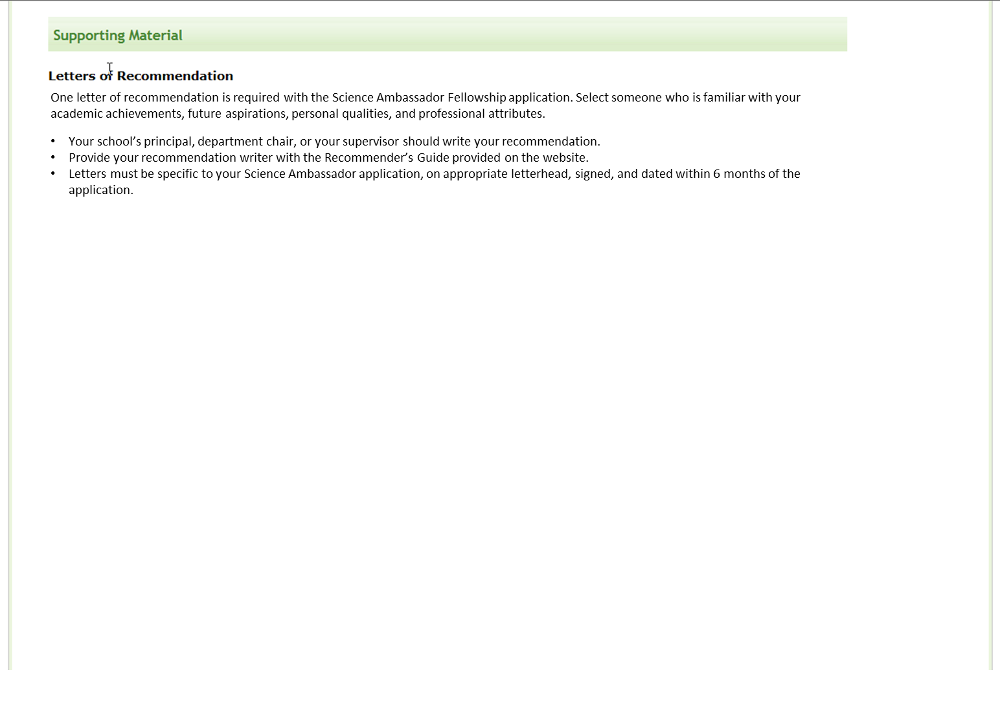 Supporting Material
Letters of Recommendation
One letter of recommendation is required with the Science Ambassador Fellowship application. Select someone who is familiar with your
academic achievements, future aspirations, personal qualities, and professional attributes.
• Your school’s principal, department chair, or your supervisor should write your recommendation.
• Provide your recommendation writer with the Recommender’s Guide provided on the website.
• Letters must be specific to your Science Ambassador application, on appropriate letterhead, signed, and dated within 6 months of the
application.